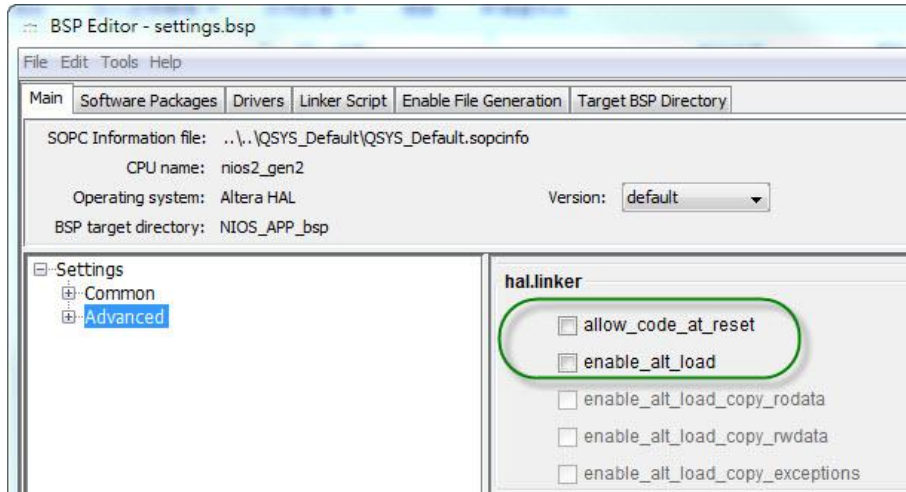 BSP Editor - settings.bsp
File Edit Tools Help
Main Software Packages Drivers Linker Script Enable File Generation Target BSP Directory
SOPC Information file: ..\..\QSYS_Default\QSYS_Default.sopcinfo
CPU name: nios2_gen2
Operating system: Altera HAL Version: default
BSP target directory: NIOS_APP_bsp
Settings
Common
Advanced
hal.linker
allow_code_at_reset
enable_alt_load
enable_alt_load_copy_rodata
enable_alt_load_copy_rwdata
enable_alt_load_copy_exceptions